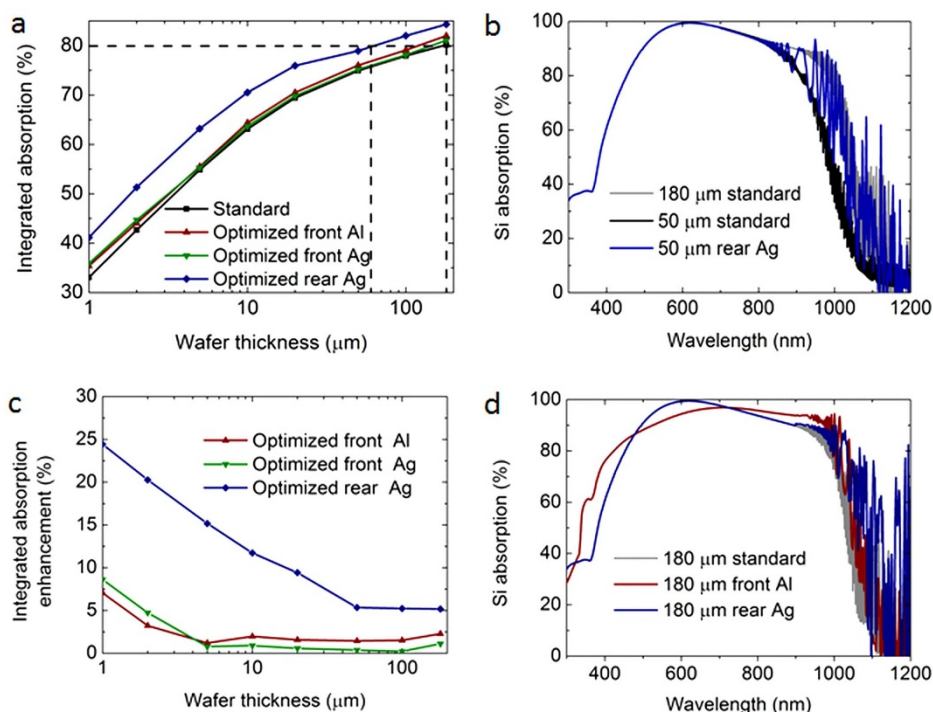 a
Integrated absorption (%)
90
80
70
60
50
40
30
1
10
100
Wafer thickness (μm)
Standard
Optimized front Al
Optimized front Ag
Optimized rear Ag
b
Si absorption (%)
100
80
60
40
20
0
400
600
800
1000
1200
Wavelength (nm)
180 μm standard
50 μm standard
50 μm rear Ag
c
Integrated absorption
enhancement (%)
30
25
20
15
10
5
0
1
10
100
Wafer thickness (μm)
Optimized front Al
Optimized front Ag
Optimized rear Ag
d
Si absorption (%)
100
80
60
40
20
0
400
600
800
1000
1200
Wavelength (nm)
180 μm standard
180 μm front Al
180 μm rear Ag